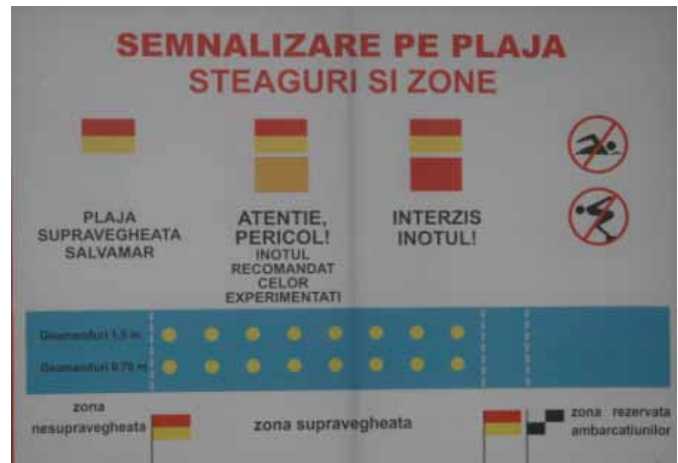 SEMNALIZARE PE PLAJA
STEAGURI SI ZONE
PLAJA
SUPRAVEGHEATA
SALVAMAR
ATENTIE,
PERICOL!
INOTUL
RECOMANDAT
CELOR
EXPERIMENTATI
INTERZIS
INOTUL!
Geamanduri 1,5 m
Geamanduri 0.70 m
zona
nesupravegheata
zona supravegheata
zona rezervata
ambarcatiunilor